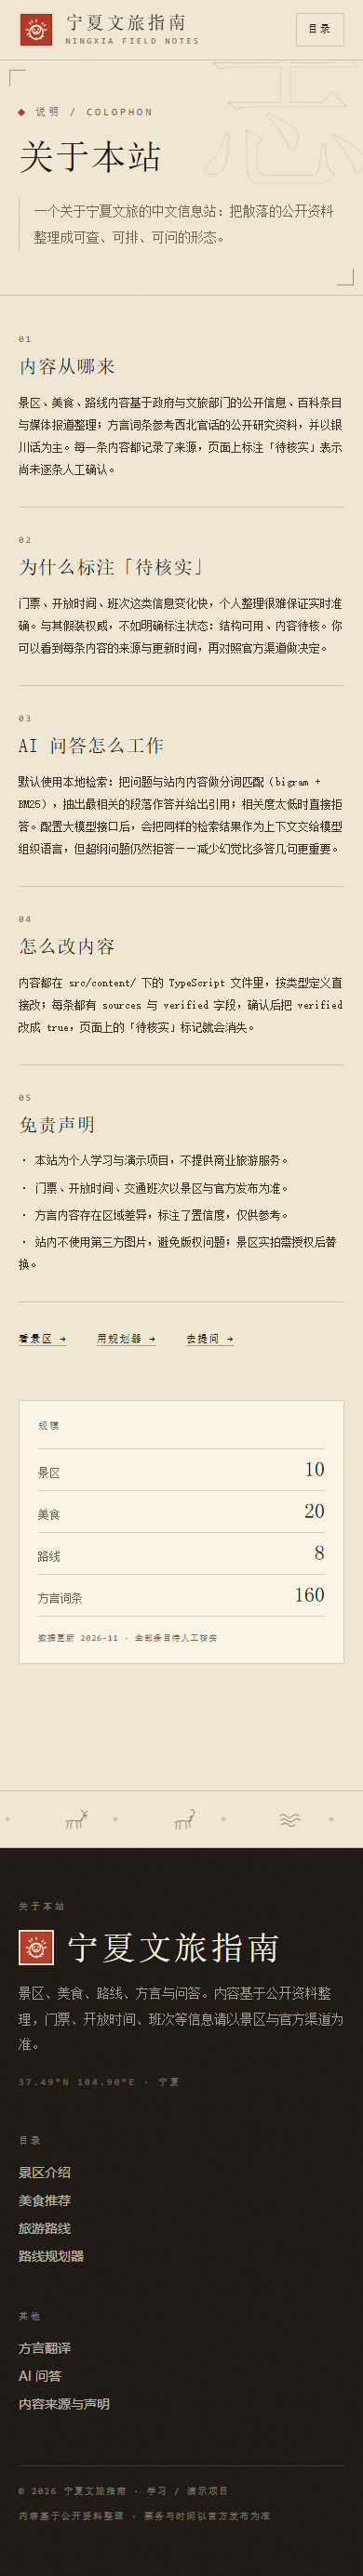 宁夏文旅指南
NINGXIA FIELD NOTES
目录
说明 / COLOPHON
关于本站
一个关于宁夏文旅的中文信息站：把散落的公开资料
整理成可查、可排、可问的形态。
01
内容从哪来
景区、美食、路线内容基于政府与文旅部门的公开信息、百科条目
与媒体报道整理；方言词条参考西北官话的公开研究资料，并以银
川话为主。每一条内容都记录了来源，页面上标注「待核实」表示
尚未逐条人工确认。
02
为什么标注「待核实」
门票、开放时间、班次这类信息变化快，个人整理很难保证实时准
确。与其假装权威，不如明确标注状态：结构可用、内容待核。你
可以看到每条内容的来源与更新时间，再对照官方渠道做决定。
03
AI 问答怎么工作
默认使用本地检索：把问题与站内内容做分词匹配（bigram +
BM25），抽出最相关的段落作答并给出引用；相关度太低时直接拒
答。配置大模型接口后，会把同样的检索结果作为上下文交给模型
组织语言，但超纲问题仍然拒答——减少幻觉比多答几句更重要。
04
怎么改内容
内容都在 src/content/ 下的 TypeScript 文件里，按类型定义直
接改；每条都有 sources 与 verified 字段，确认后把 verified
改成 true，页面上的「待核实」标记就会消失。
05
免责声明
· 本站为个人学习与演示项目，不提供商业旅游服务。
· 门票、开放时间、交通班次以景区与官方发布为准。
· 方言内容存在区域差异，标注了置信度，仅供参考。
· 站内不使用第三方图片，避免版权问题；景区实拍需授权后替
换。
看景区 →
用规划器 →
去提问 →
规模
景区 10
美食 20
路线 8
方言词条 160
数据更新 2026-11 · 全部条目待人工核实
关于本站
宁夏文旅指南
景区、美食、路线、方言与问答。内容基于公开资料整
理，门票、开放时间、班次等信息请以景区与官方渠道为
准。
37.49°N 104.90°E · 宁夏
目录
景区介绍
美食推荐
旅游路线
路线规划器
其他
方言翻译
AI 问答
内容来源与声明
© 2026 宁夏文旅指南 · 学习 / 演示项目
内容基于公开资料整理 · 票务与时间以官方发布为准